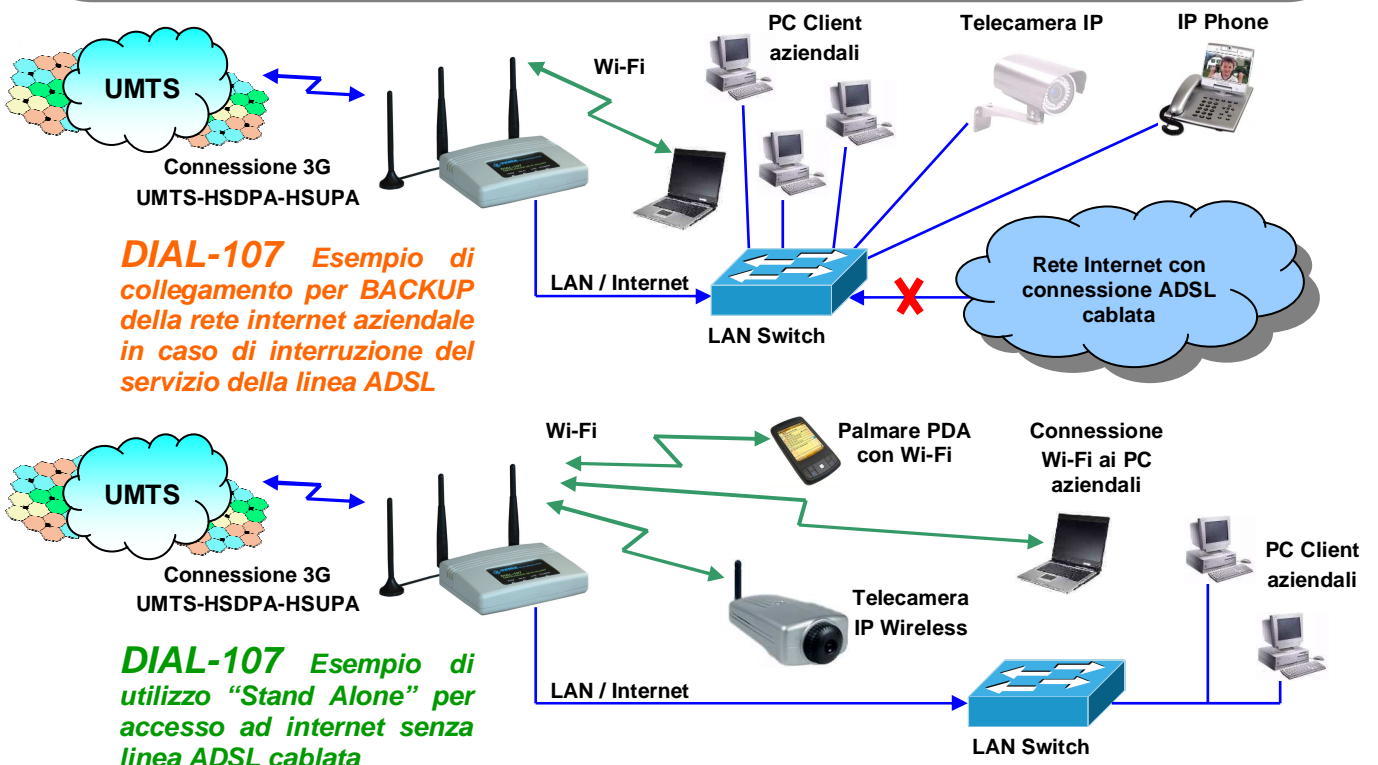 PC Client
aziendali
Telecamera IP
IP Phone
UMTS
Wi-Fi
Connessione 3G
UMTS-HSDPA-HSUPA
DIAL-107
DIAL-107 Esempio di
collegamento per BACKUP
della rete internet aziendale
in caso di interruzione del
servizio della linea ADSL
LAN / Internet
LAN Switch
Rete Internet con
connessione ADSL
cablata
X
UMTS
Wi-Fi
Palmare PDA
con Wi-Fi
Connessione
Wi-Fi ai PC
aziendali
PC Client
aziendali
Connessione 3G
UMTS-HSDPA-HSUPA
DIAL-107
Telecamera
IP Wireless
DIAL-107 Esempio di
utilizzo “Stand Alone” per
accesso ad internet senza
linea ADSL cablata
LAN / Internet
LAN Switch